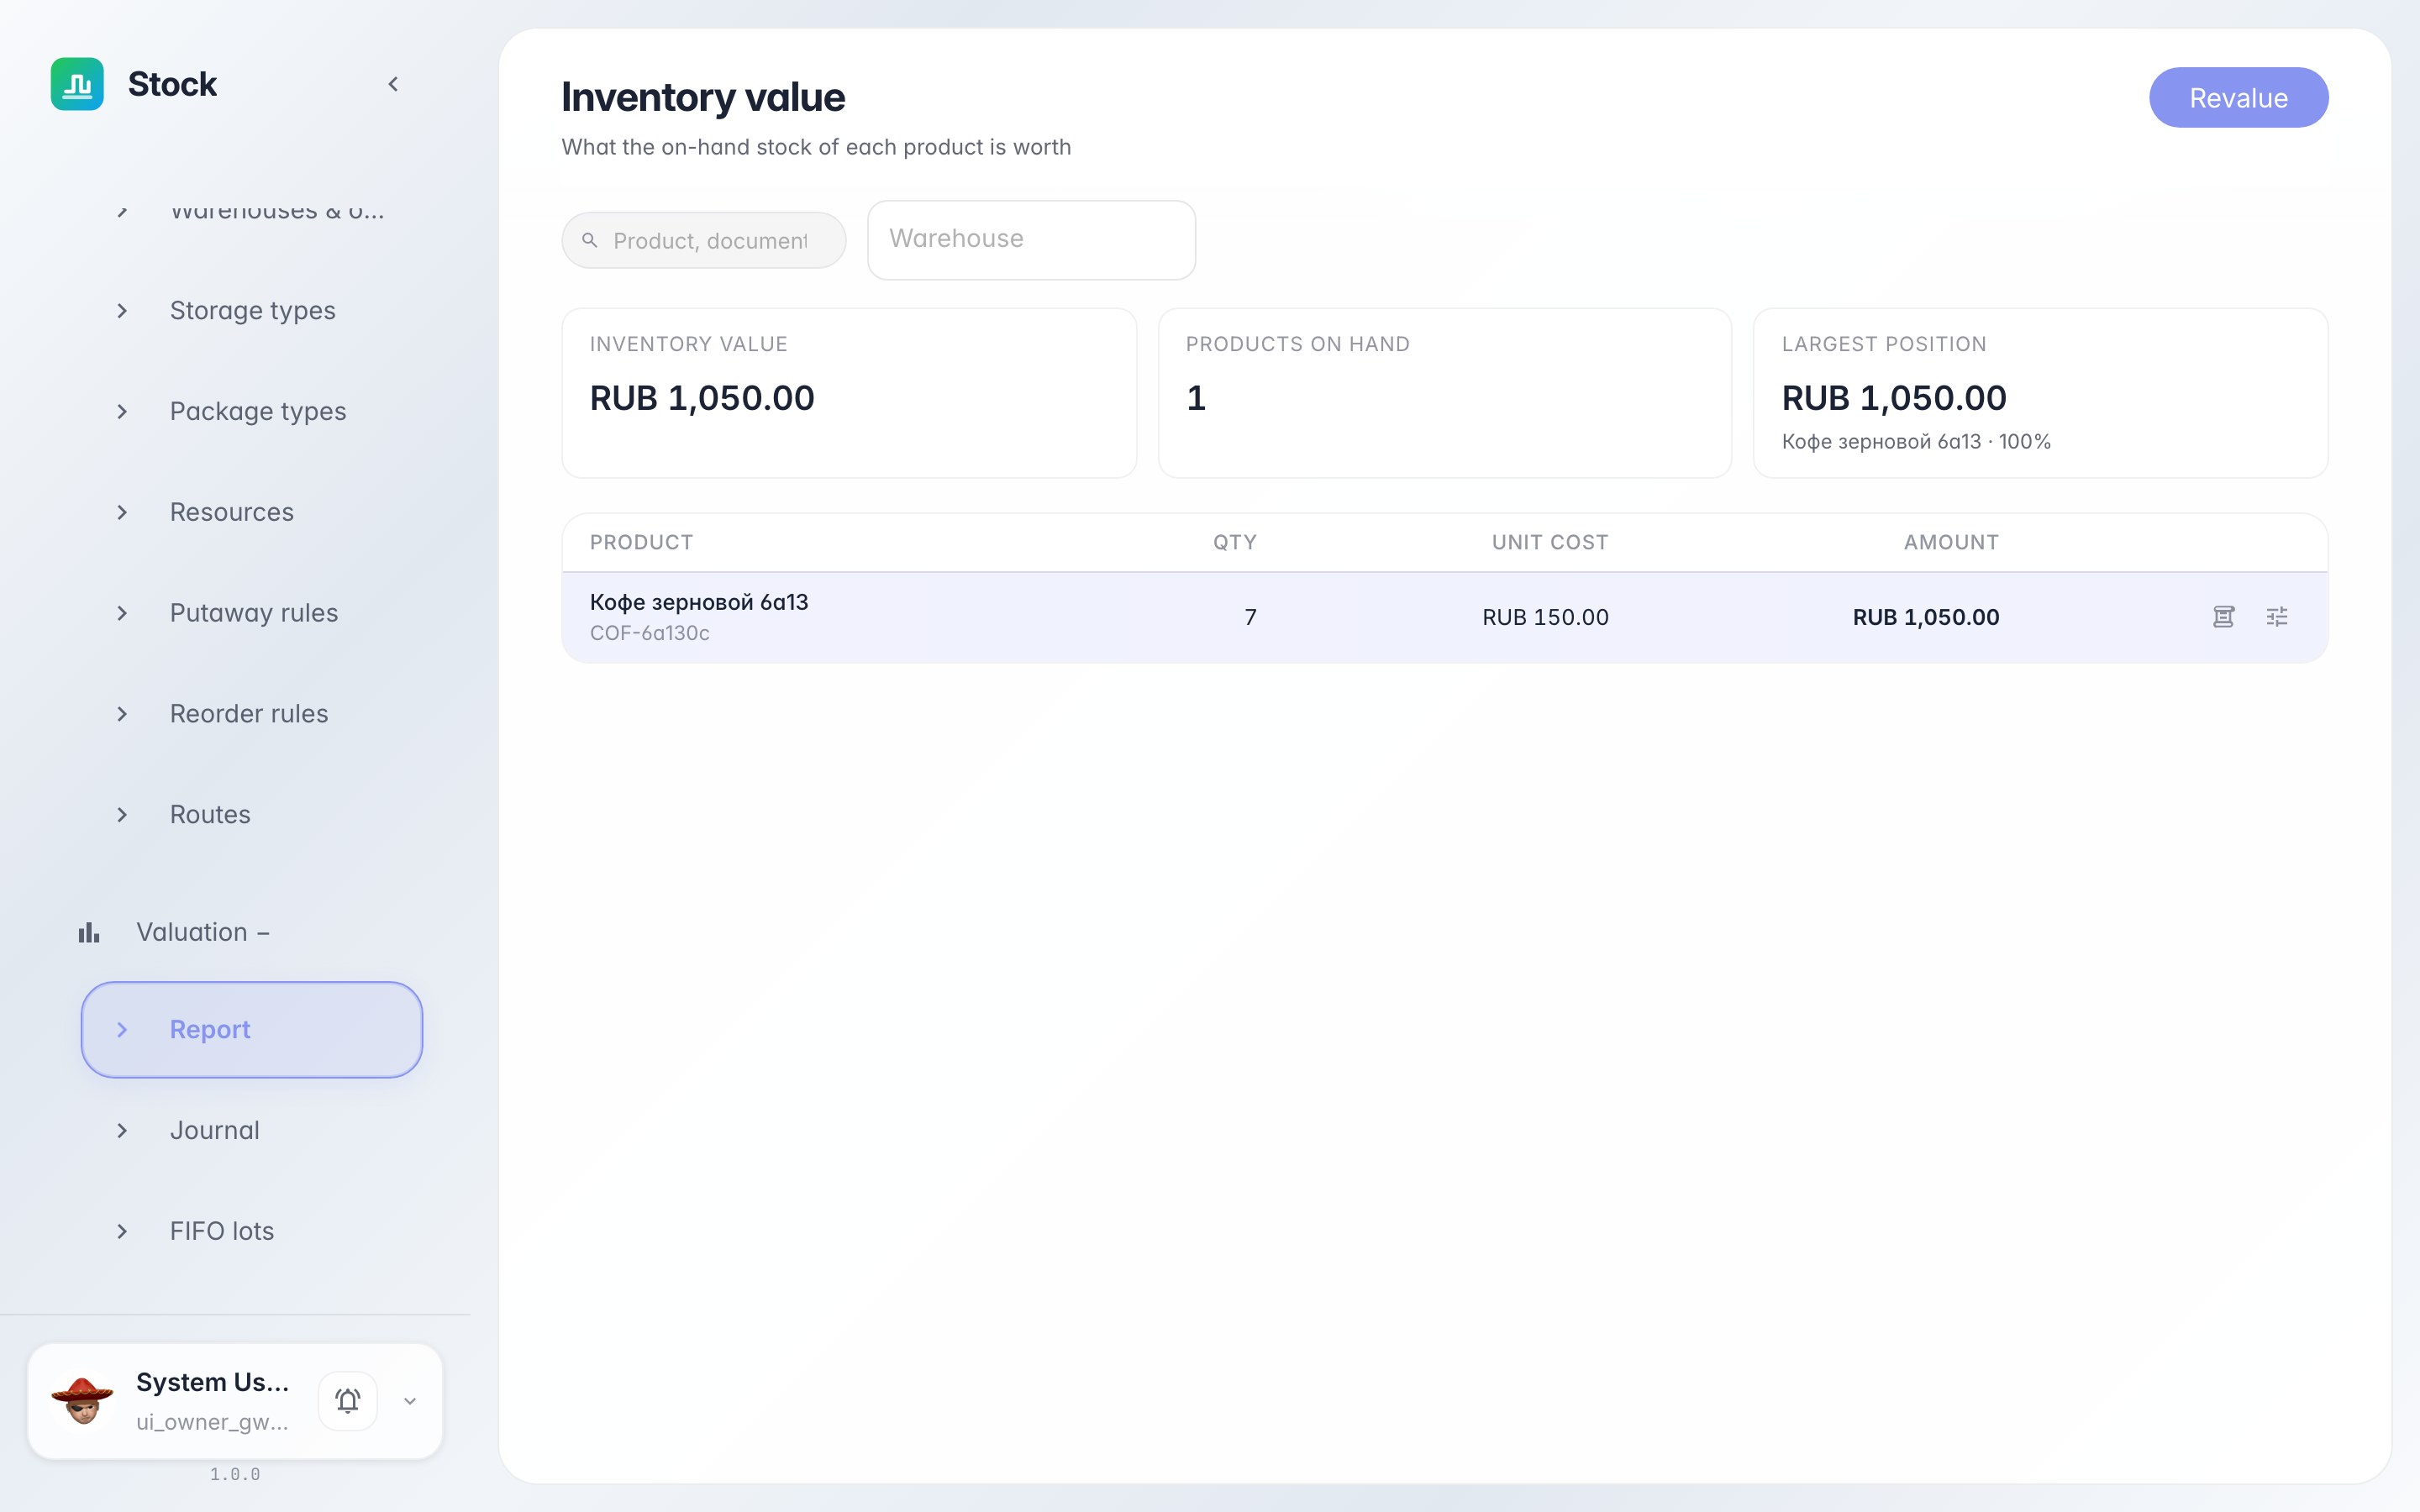 Stock
Warehouses & o...
Storage types
Package types
Resources
Putaway rules
Reorder rules
Routes
Valuation –
Report
Journal
FIFO lots
System Us...
ui_owner_gw...
1.0.0
Inventory value
What the on-hand stock of each product is worth
Revalue
Product, document
Warehouse
INVENTORY VALUE
RUB 1,050.00
PRODUCTS ON HAND
1
LARGEST POSITION
RUB 1,050.00
Кофе зерновой 6a13 · 100%
PRODUCT QTY UNIT COST AMOUNT
Кофе зерновой 6a13
COF-6a130c
7 RUB 150.00 RUB 1,050.00